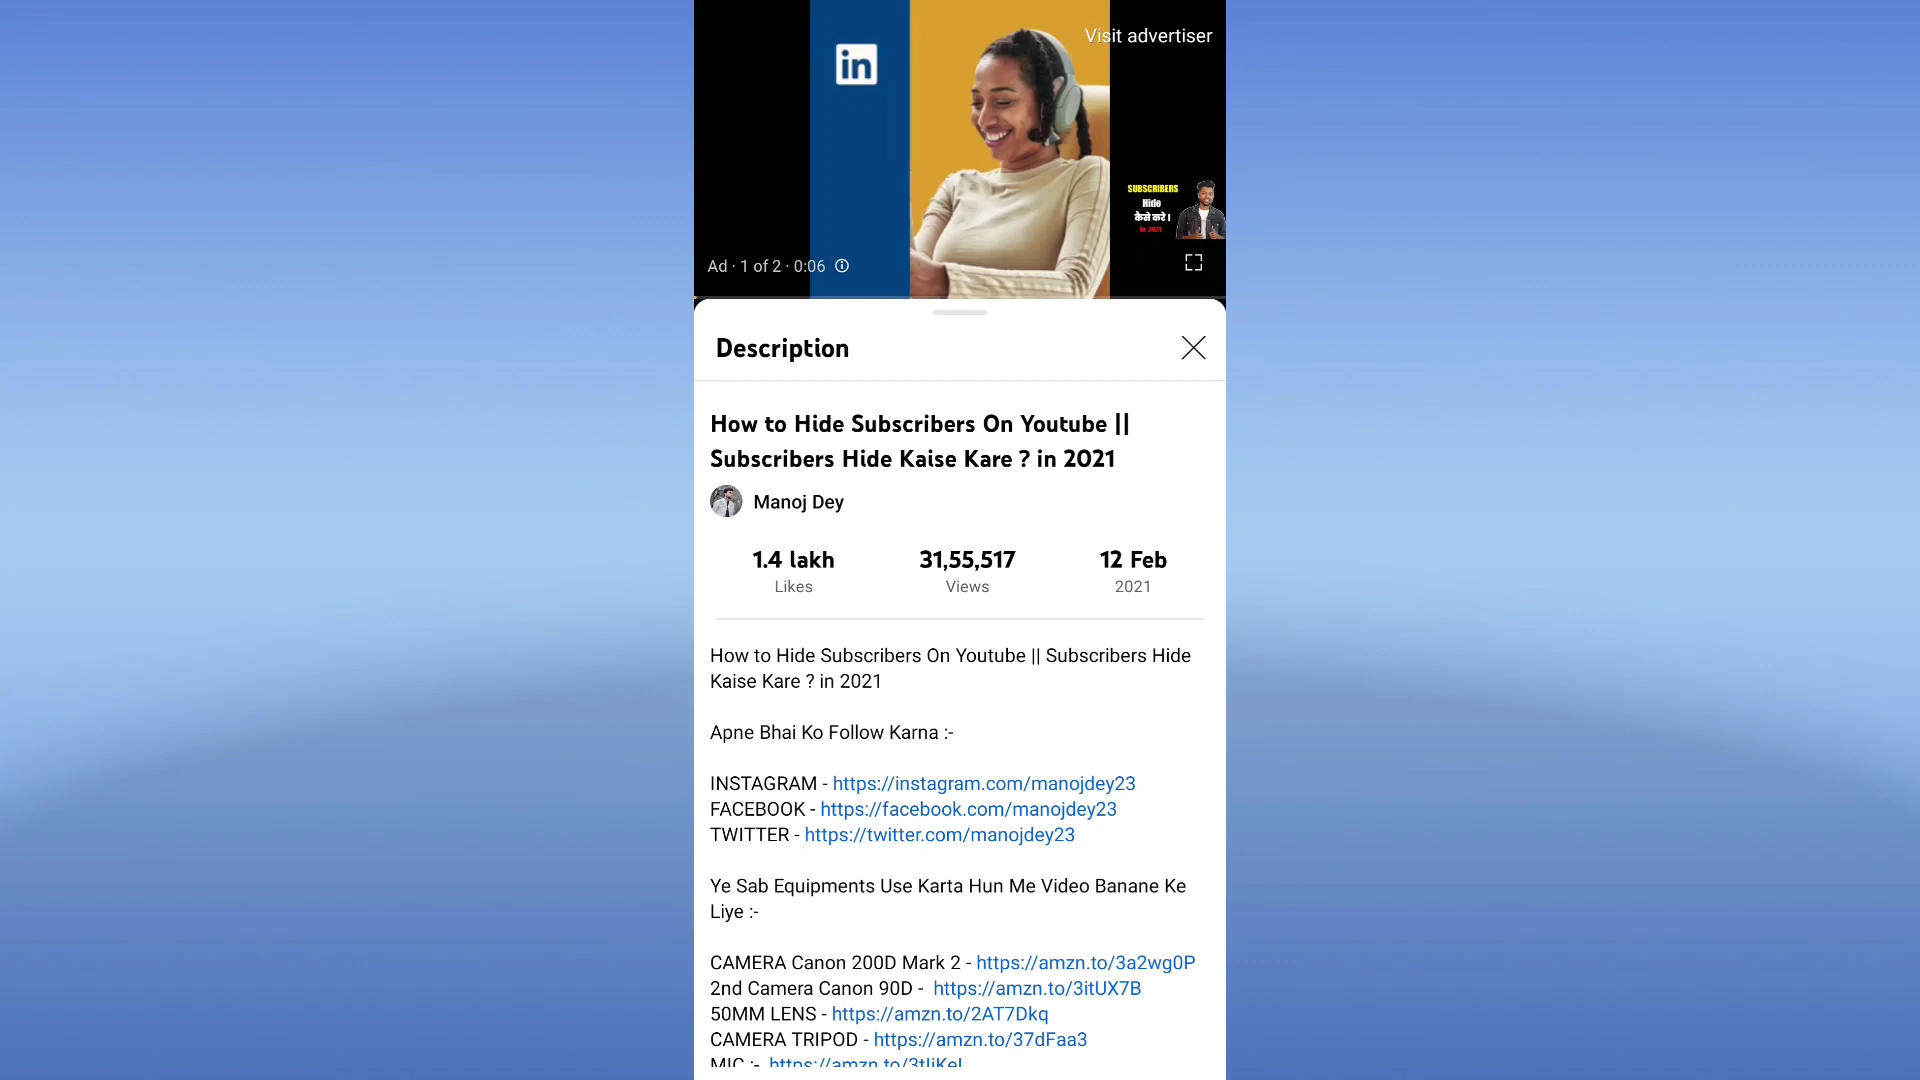 in
Visit advertiser
SUBSCRIBERS
Hide
कैसे करे ।
in 2021
Ad · 1 of 2 · 0:06
Description
How to Hide Subscribers On Youtube ||
Subscribers Hide Kaise Kare ? in 2021
Manoj Dey
1.4 lakh 31,55,517 12 Feb
Likes Views 2021
How to Hide Subscribers On Youtube || Subscribers Hide
Kaise Kare ? in 2021
Apne Bhai Ko Follow Karna :-
INSTAGRAM - https://instagram.com/manojdey23
FACEBOOK - https://facebook.com/manojdey23
TWITTER - https://twitter.com/manojdey23
Ye Sab Equipments Use Karta Hun Me Video Banane Ke
Liye :-
CAMERA Canon 200D Mark 2 - https://amzn.to/3a2wg0P
2nd Camera Canon 90D - https://amzn.to/3itUX7B
50MM LENS - https://amzn.to/2AT7Dkq
CAMERA TRIPOD - https://amzn.to/37dFaa3
MIC :-